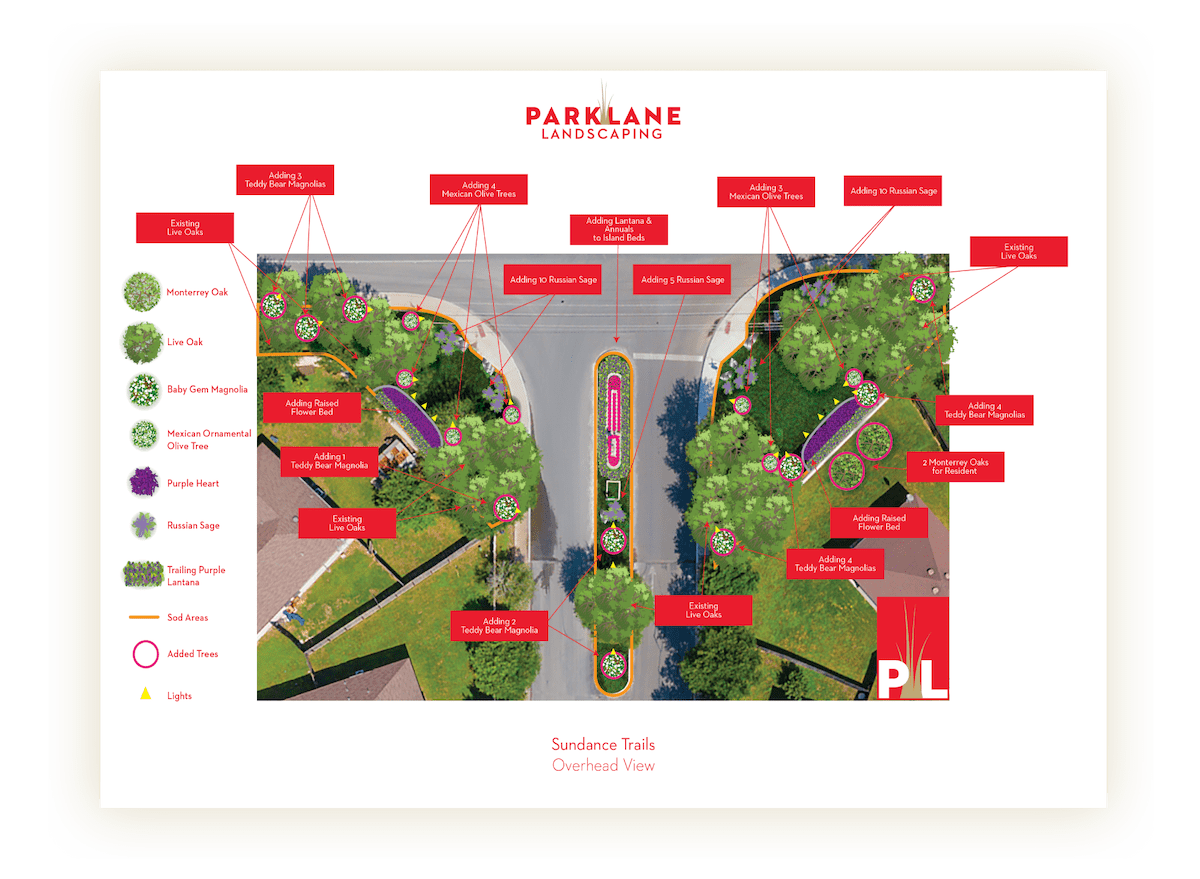 PARKLANE
LANDSCAPING
Adding 3
Teddy Bear Magnolias
Adding 4
Mexican Olive Trees
Adding 3
Mexican Olive Trees
Adding 10 Russian Sage
Existing
Live Oaks
Adding Lantana &
Annuals
to Island Beds
Existing
Live Oaks
Adding 10 Russian Sage
Adding 5 Russian Sage
Monterrey Oak
Live Oak
Baby Gem Magnolia
Mexican Ornamental
Olive Tree
Purple Heart
Russian Sage
Trailing Purple
Lantana
Sod Areas
Added Trees
Lights
Adding Raised
Flower Bed
Adding 1
Teddy Bear Magnolia
Existing
Live Oaks
Adding 2
Teddy Bear Magnolia
Existing
Live Oaks
Adding 4
Teddy Bear Magnolias
2 Monterrey Oaks
for Resident
Adding Raised
Flower Bed
Adding 4
Teddy Bear Magnolias
PL
Sundance Trails
Overhead View